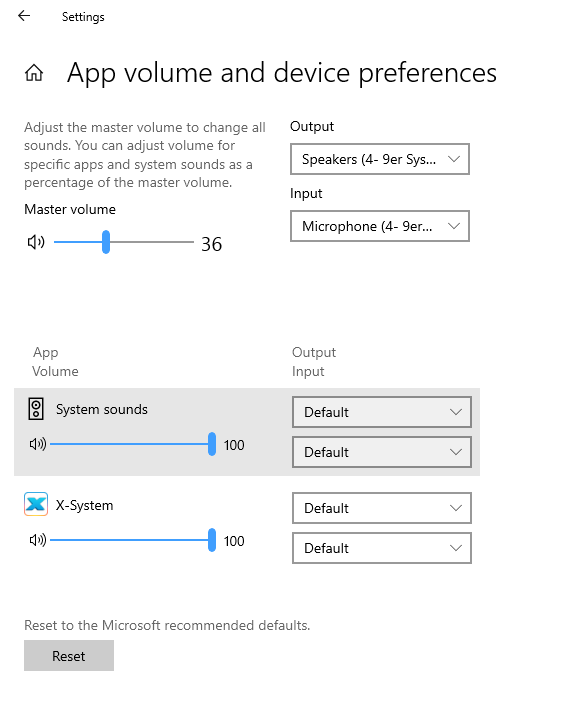 Settings
App volume and device preferences
Adjust the master volume to change all
sounds. You can adjust volume for
specific apps and system sounds as a
percentage of the master volume.
Master volume
36
Output
Speakers (4- 9er Sys...
Input
Microphone (4- 9er...
App
Volume
Output
Input
System sounds
Default
100
Default
X-System
Default
100
Default
Reset to the Microsoft recommended defaults.
Reset